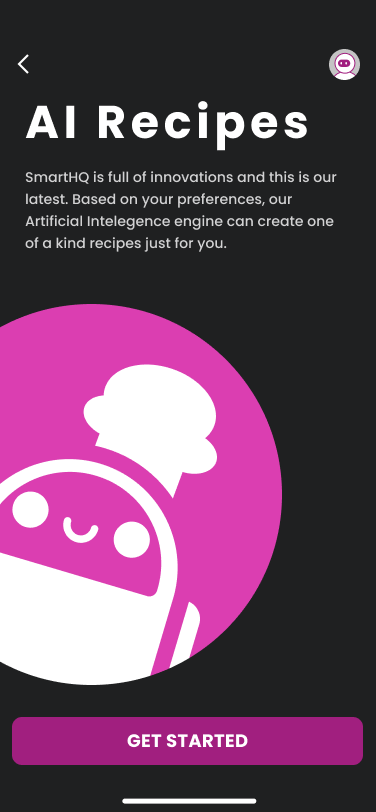 AI Recipes
SmartHQ is full of innovations and this is our
latest. Based on your preferences, our
Artificial Intelegence engine can create one
of a kind recipes just for you.
GET STARTED